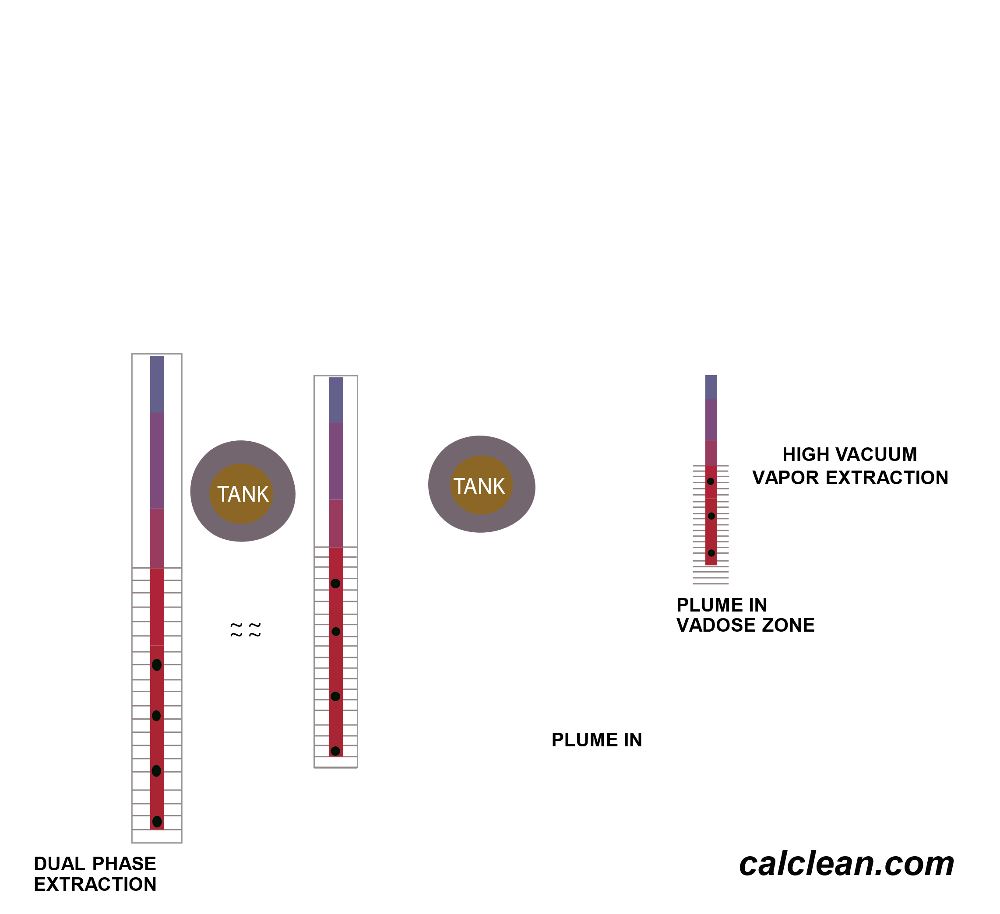 TANK
TANK
HIGH VACUUM
VAPOR EXTRACTION
PLUME IN
VADOSE ZONE
≈ ≈
PLUME IN
DUAL PHASE
EXTRACTION
calclean.com